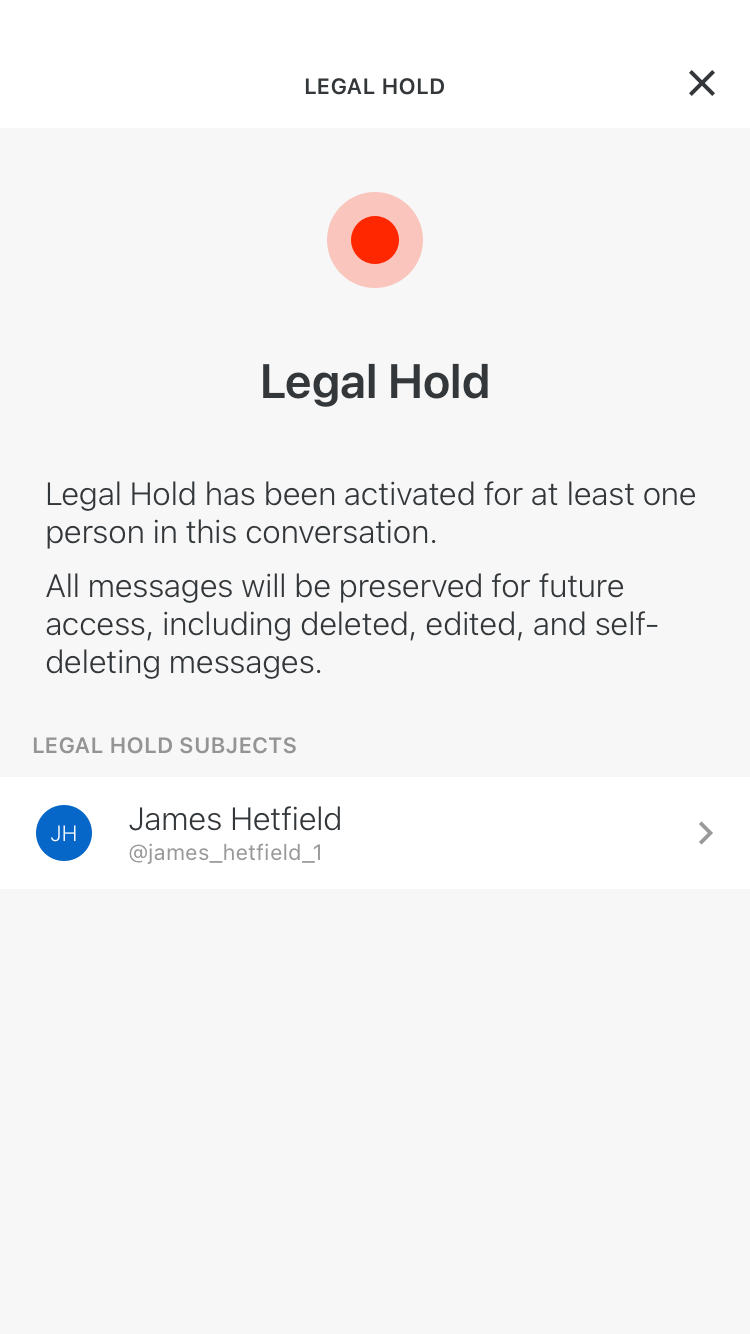 LEGAL HOLD
Legal Hold
Legal Hold has been activated for at least one
person in this conversation.
All messages will be preserved for future
access, including deleted, edited, and self-
deleting messages.
LEGAL HOLD SUBJECTS
JH
James Hetfield
@james_hetfield_1